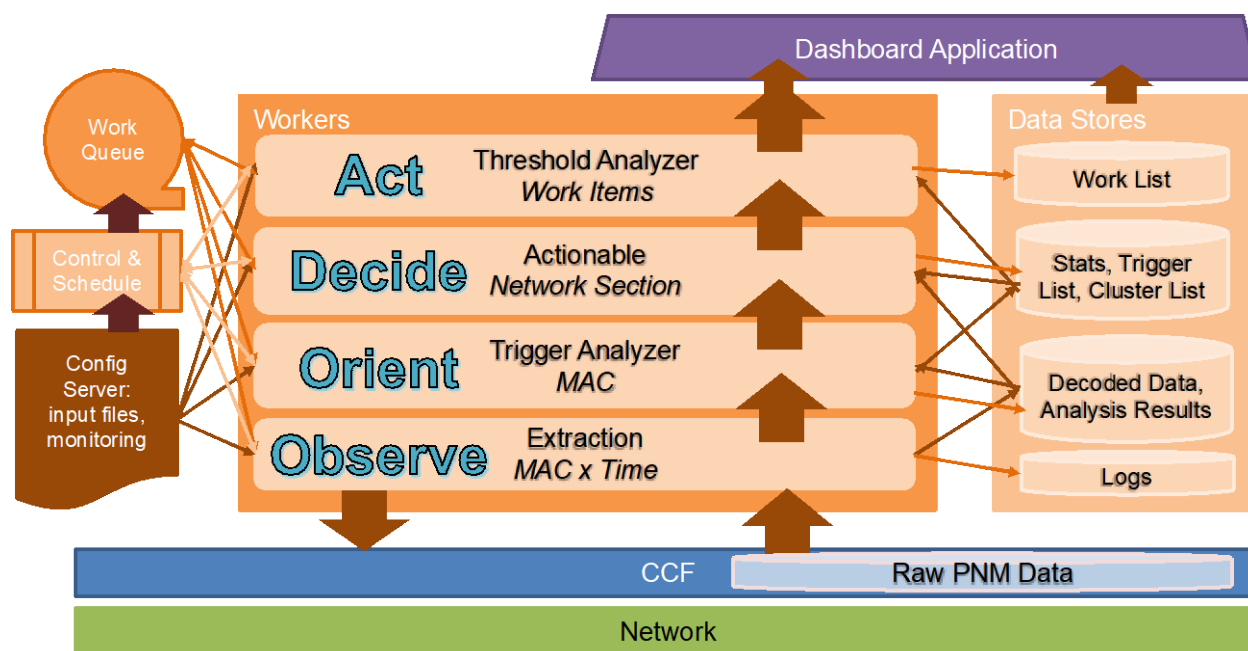 Dashboard Application
Work
Queue
Control &
Schedule
Config
Server:
input files,
monitoring
Workers
Act
Threshold Analyzer
Work Items
Decide
Actionable
Network Section
Orient
Trigger Analyzer
MAC
Observe
Extraction
MAC x Time
Data Stores
Work List
Stats, Trigger
List, Cluster List
Decoded Data,
Analysis Results
Logs
CCF
Raw PNM Data
Network